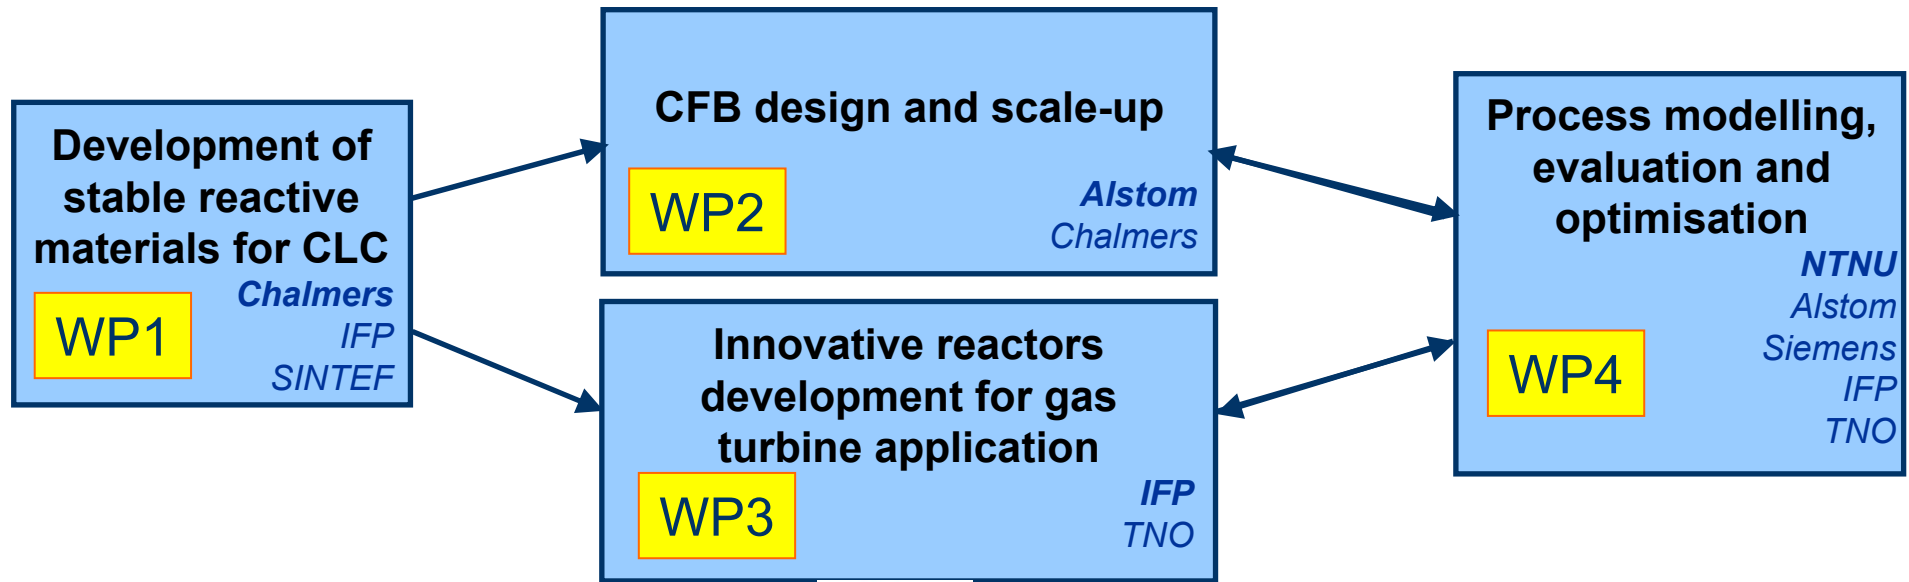 Development of
stable reactive
materials for CLC
WP1
Chalmers
IFP
SINTEF
CFB design and scale-up
WP2
Alstom
Chalmers
Innovative reactors
development for gas
turbine application
WP3
IFP
TNO
Process modelling,
evaluation and
optimisation
WP4
NTNU
Alstom
Siemens
IFP
TNO